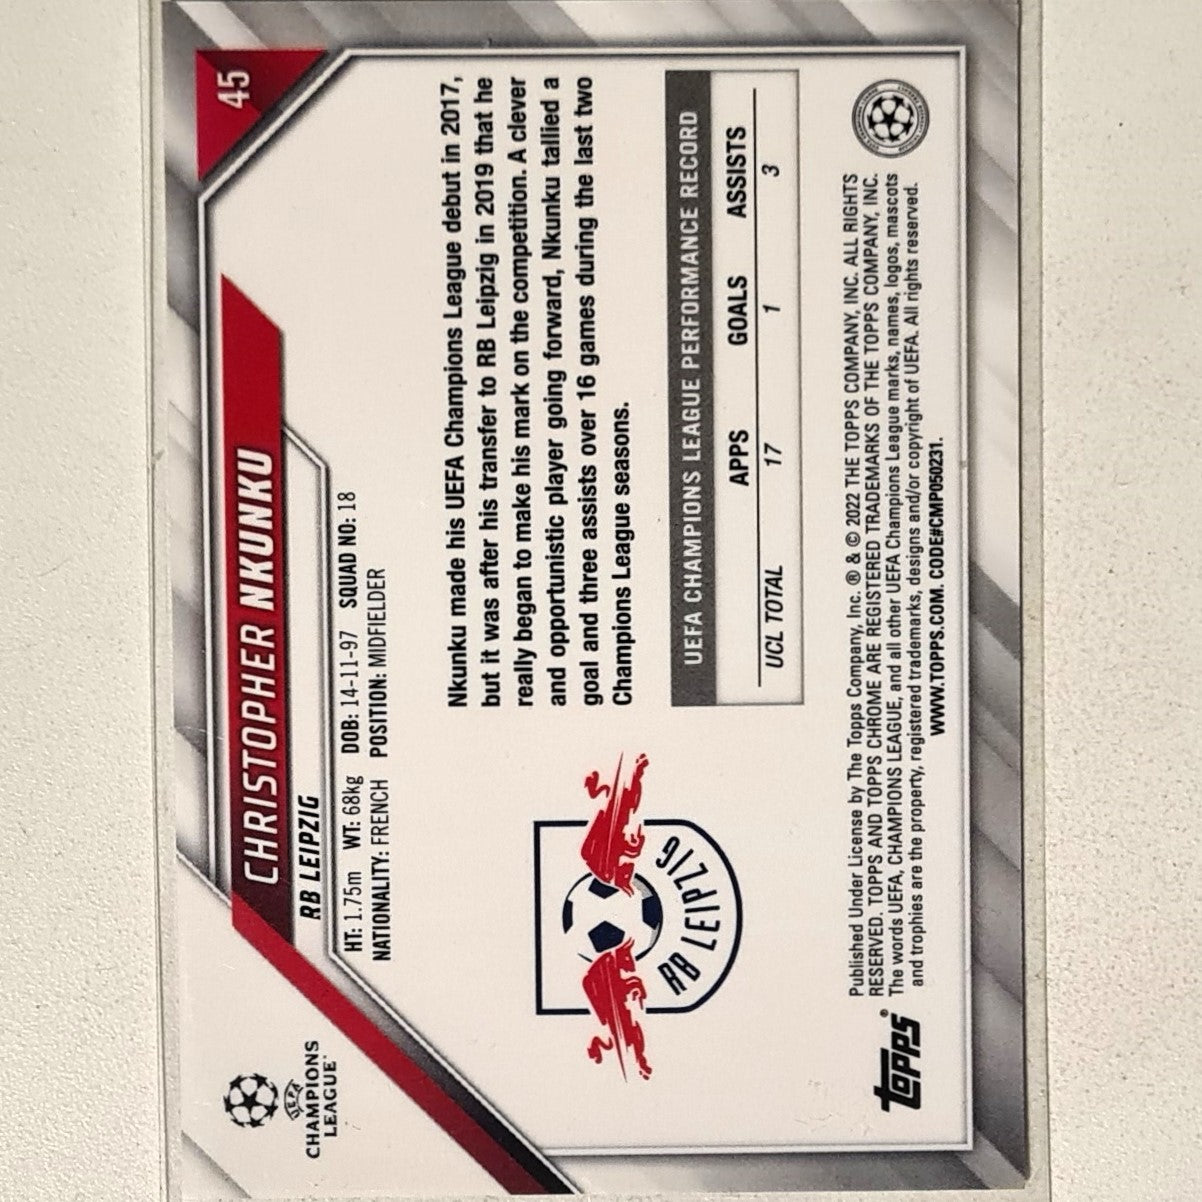 45
UEFA
CHAMPIONS
LEAGUE
CHRISTOPHER NKUNKU
RB LEIPZIG
HT: 1.75m WT: 68kg DOB: 14-11-97 SQUAD NO: 18
NATIONALITY: FRENCH POSITION: MIDFIELDER
Nkunku made his UEFA Champions League debut in 2017,
but it was after his transfer to RB Leipzig in 2019 that he
really began to make his mark on the competition. A clever
and opportunistic player going forward, Nkunku tallied a
goal and three assists over 16 games during the last two
Champions League seasons.
RB LEIPZIG
UEFA CHAMPIONS LEAGUE PERFORMANCE RECORD
APPS GOALS ASSISTS
UCL TOTAL 17 1 3
topps®
Published Under License by The Topps Company, Inc. ® & © 2022 THE TOPPS COMPANY, INC. ALL RIGHTS
RESERVED. TOPPS AND TOPPS CHROME ARE REGISTERED TRADEMARKS OF THE TOPPS COMPANY, INC.
The words UEFA, CHAMPIONS LEAGUE, and all other UEFA Champions League marks, names, logos, mascots
and trophies are the property, registered trademarks, designs and/or copyright of UEFA. All rights reserved.
WWW.TOPPS.COM. CODE#CMP050231.